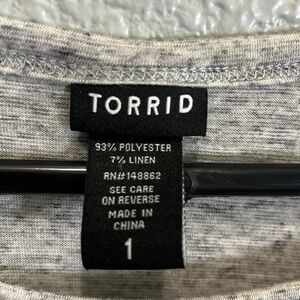 TORRID
93% POLYESTER
7% LINEN
RN#148862
SEE CARE
ON REVERSE
MADE IN
CHINA
1